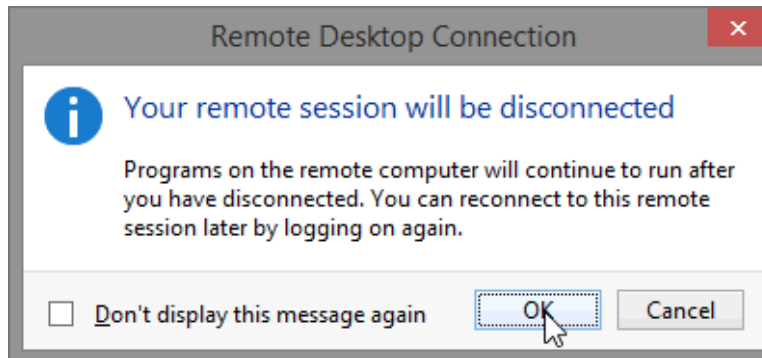 Remote Desktop Connection
Your remote session will be disconnected
Programs on the remote computer will continue to run after
you have disconnected. You can reconnect to this remote
session later by logging on again.
Don't display this message again
OK
Cancel